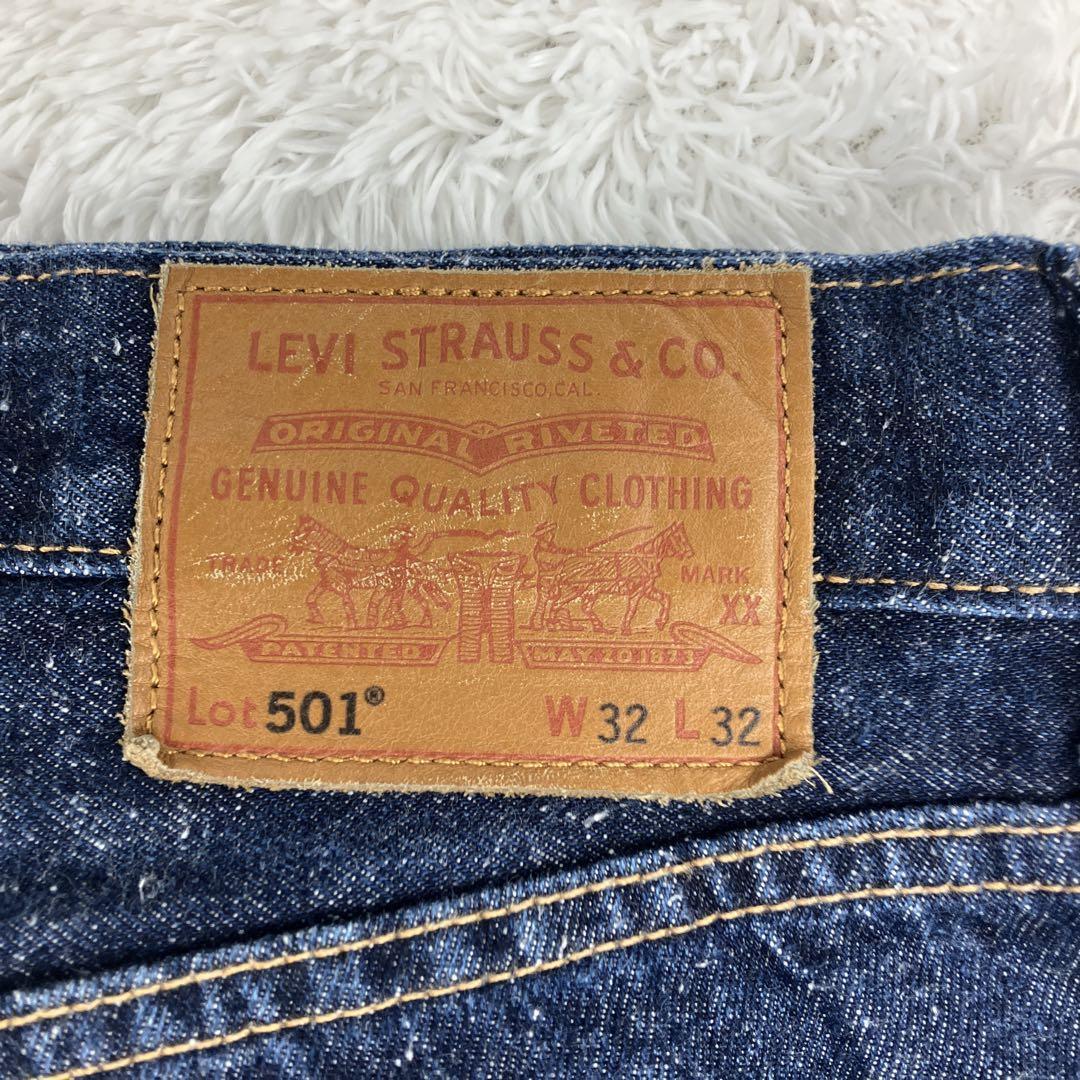 LEVI STRAUSS & CO.
SAN FRANCISCO, CAL.
ORIGINAL RIVETED
GENUINE QUALITY CLOTHING
TRADE MARK
XX
PATENTED MAY 20 1873
Lot 501® W 32 L 32